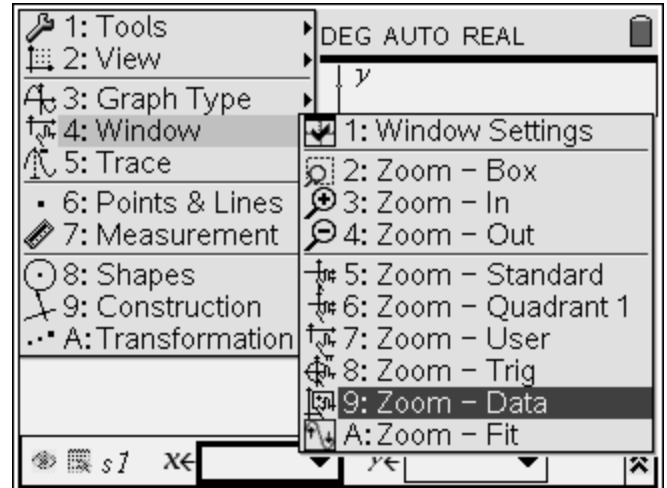 1: Tools
2: View
3: Graph Type
4: Window
5: Trace
6: Points & Lines
7: Measurement
8: Shapes
9: Construction
A: Transformation
DEG AUTO REAL
y
1: Window Settings
2: Zoom – Box
3: Zoom – In
4: Zoom – Out
5: Zoom – Standard
6: Zoom – Quadrant 1
7: Zoom – User
8: Zoom – Trig
9: Zoom – Data
A: Zoom – Fit
s1 x← y←